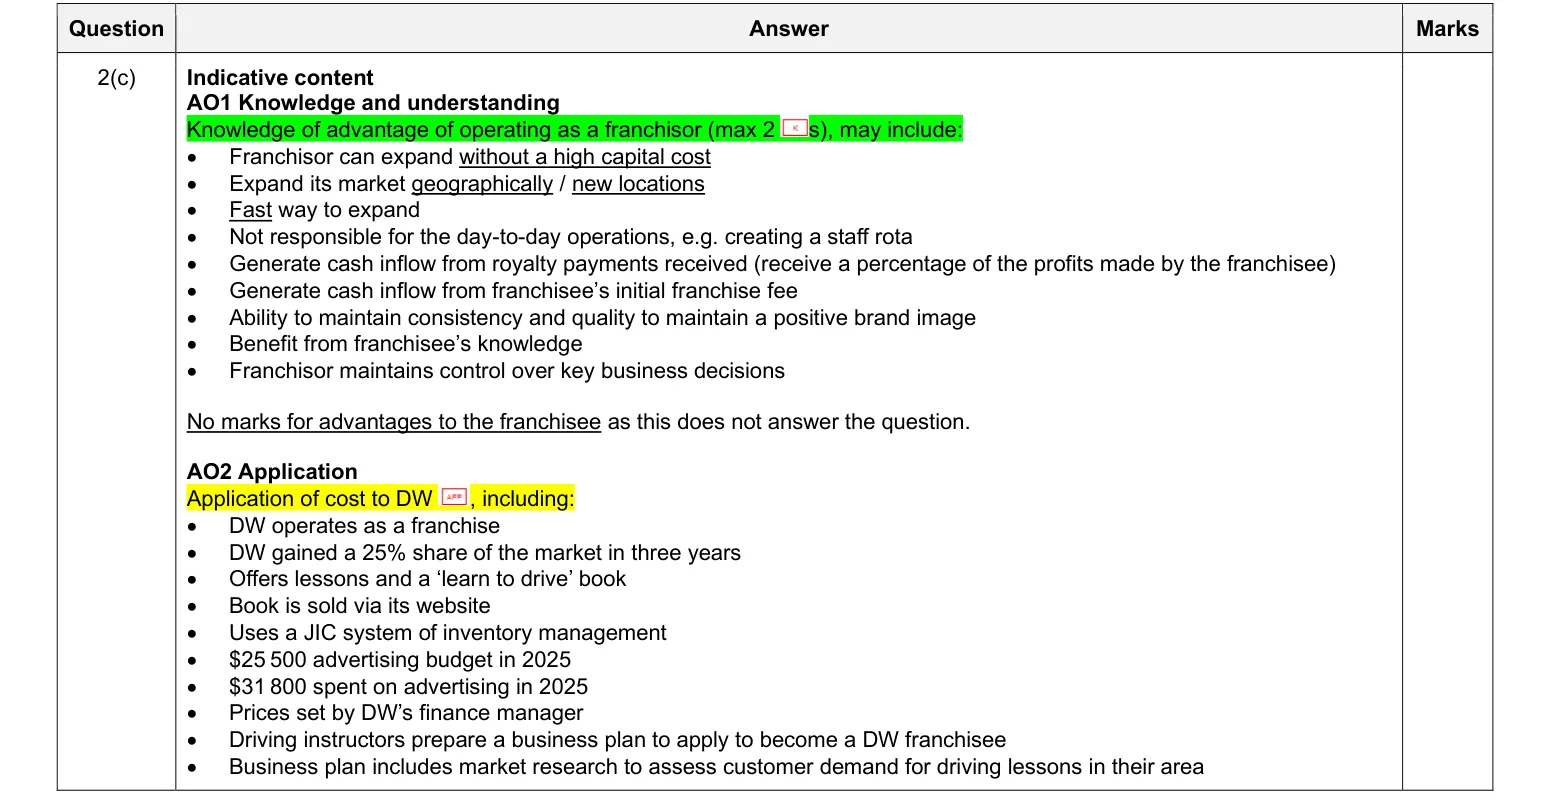 Question Answer Marks
2(c) Indicative content
AO1 Knowledge and understanding
Knowledge of advantage of operating as a franchisor (max 2 K s), may include:
• Franchisor can expand without a high capital cost
• Expand its market geographically / new locations
• Fast way to expand
• Not responsible for the day-to-day operations, e.g. creating a staff rota
• Generate cash inflow from royalty payments received (receive a percentage of the profits made by the franchisee)
• Generate cash inflow from franchisee’s initial franchise fee
• Ability to maintain consistency and quality to maintain a positive brand image
• Benefit from franchisee’s knowledge
• Franchisor maintains control over key business decisions
No marks for advantages to the franchisee as this does not answer the question.
AO2 Application
Application of cost to DW APP , including:
• DW operates as a franchise
• DW gained a 25% share of the market in three years
• Offers lessons and a ‘learn to drive’ book
• Book is sold via its website
• Uses a JIC system of inventory management
• $25 500 advertising budget in 2025
• $31 800 spent on advertising in 2025
• Prices set by DW’s finance manager
• Driving instructors prepare a business plan to apply to become a DW franchisee
• Business plan includes market research to assess customer demand for driving lessons in their area